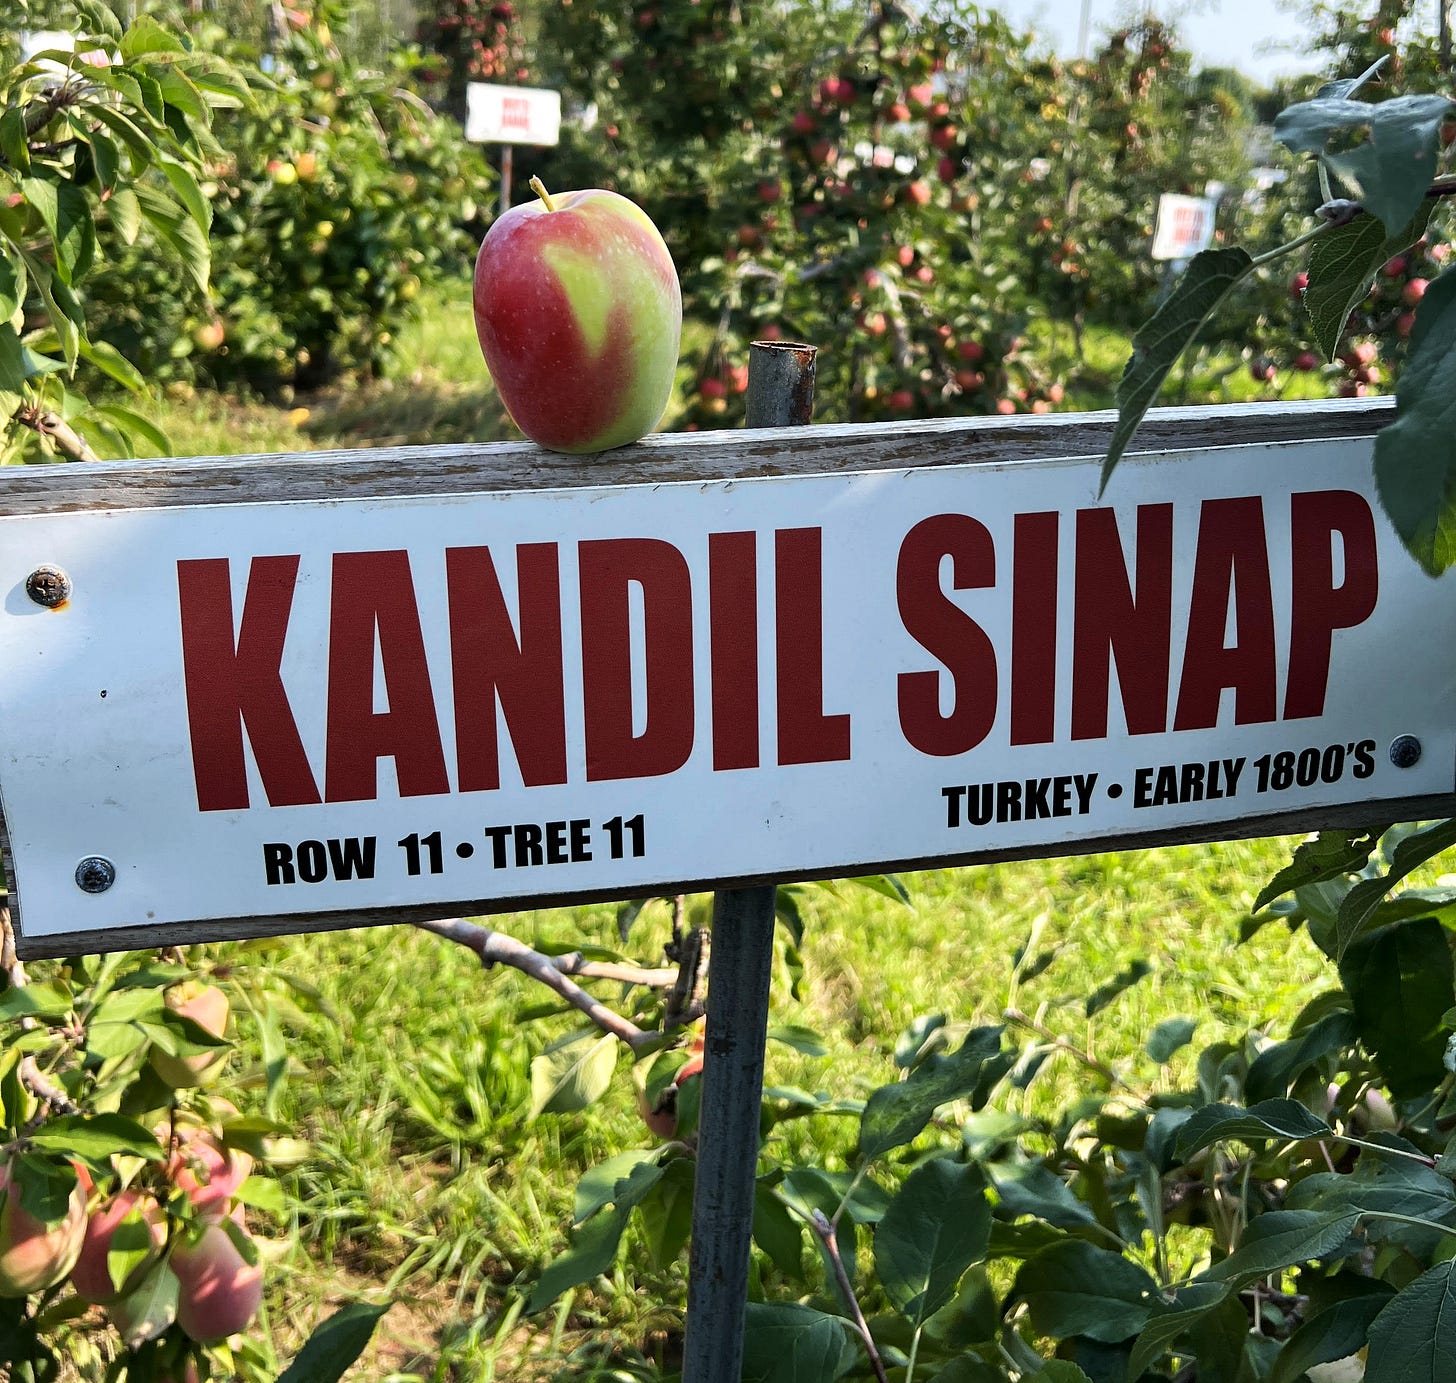 KANDIL SINAP
ROW 11 • TREE 11
TURKEY • EARLY 1800'S